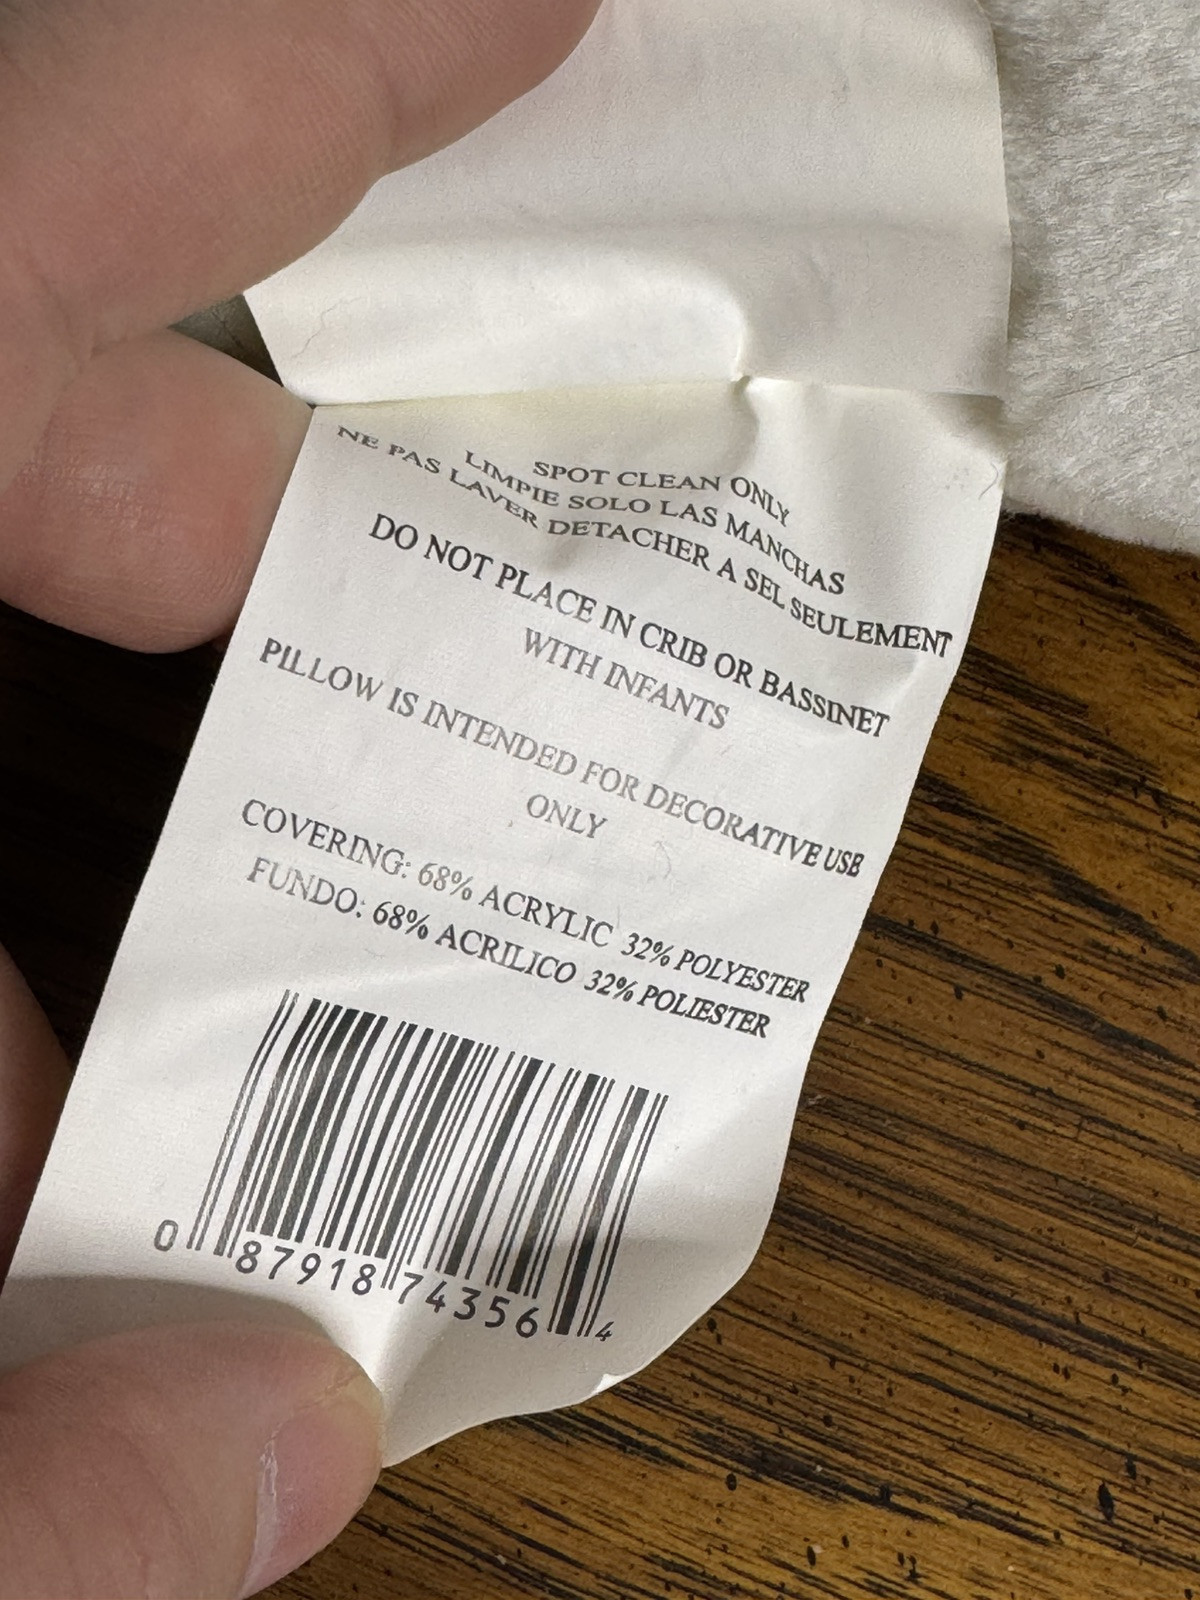 SPOT CLEAN ONLY
LIMPIE SOLO LAS MANCHAS
NE PAS LAVER DETACHER A SEL SEULEMENT
DO NOT PLACE IN CRIB OR BASSINET
WITH INFANTS
PILLOW IS INTENDED FOR DECORATIVE USE
ONLY
COVERING: 68% ACRYLIC 32% POLYESTER
FUNDO: 68% ACRILICO 32% POLIESTER
0 87918 74356 4